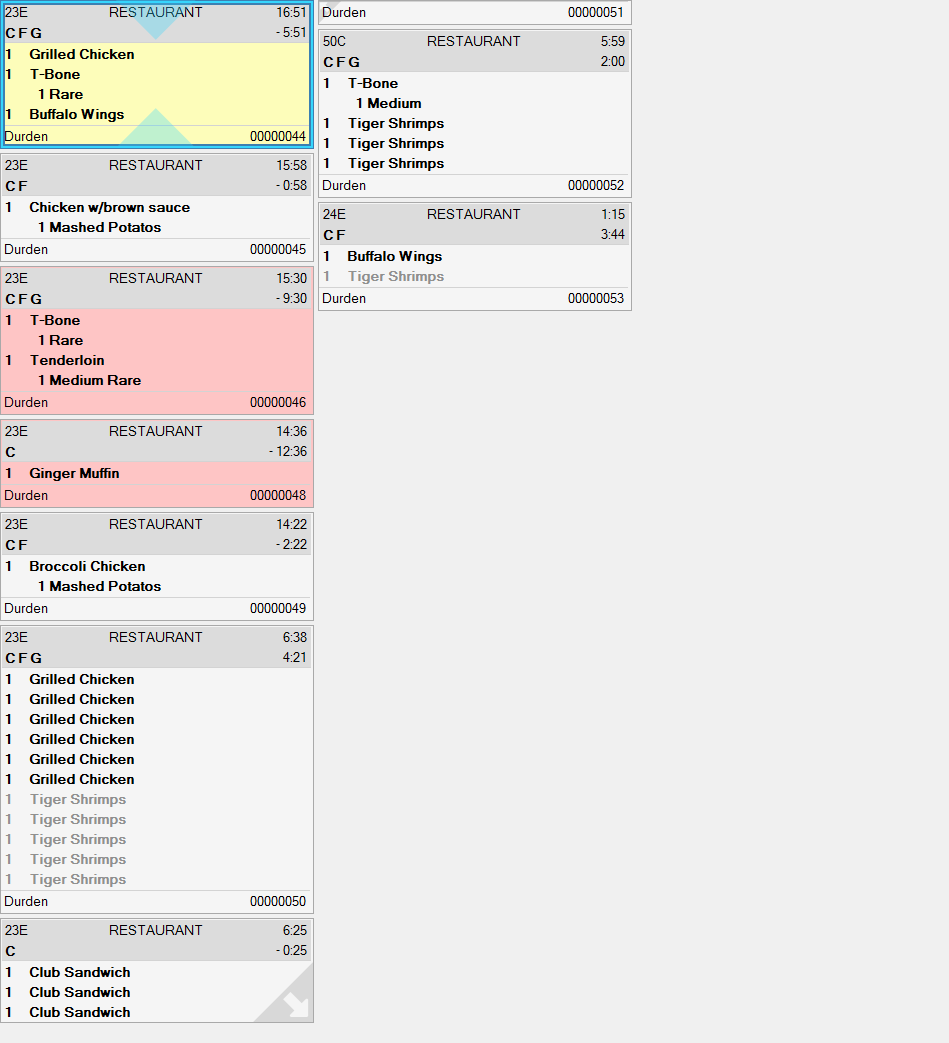 23E RESTAURANT 16:51
C F G - 5:51
1 Grilled Chicken
1 T-Bone
1 Rare
1 Buffalo Wings
Durden 00000044
23E RESTAURANT 15:58
C F - 0:58
1 Chicken w/brown sauce
1 Mashed Potatos
Durden 00000045
23E RESTAURANT 15:30
C F G - 9:30
1 T-Bone
1 Rare
1 Tenderloin
1 Medium Rare
Durden 00000046
23E RESTAURANT 14:36
C - 12:36
1 Ginger Muffin
Durden 00000048
23E RESTAURANT 14:22
C F - 2:22
1 Broccoli Chicken
1 Mashed Potatos
Durden 00000049
23E RESTAURANT 6:38
C F G 4:21
1 Grilled Chicken
1 Grilled Chicken
1 Grilled Chicken
1 Grilled Chicken
1 Grilled Chicken
1 Grilled Chicken
1 Tiger Shrimps
1 Tiger Shrimps
1 Tiger Shrimps
1 Tiger Shrimps
1 Tiger Shrimps
Durden 00000050
23E RESTAURANT 6:25
C - 0:25
1 Club Sandwich
1 Club Sandwich
1 Club Sandwich
Durden 00000051
50C RESTAURANT 5:59
C F G 2:00
1 T-Bone
1 Medium
1 Tiger Shrimps
1 Tiger Shrimps
1 Tiger Shrimps
Durden 00000052
24E RESTAURANT 1:15
C F 3:44
1 Buffalo Wings
1 Tiger Shrimps
Durden 00000053